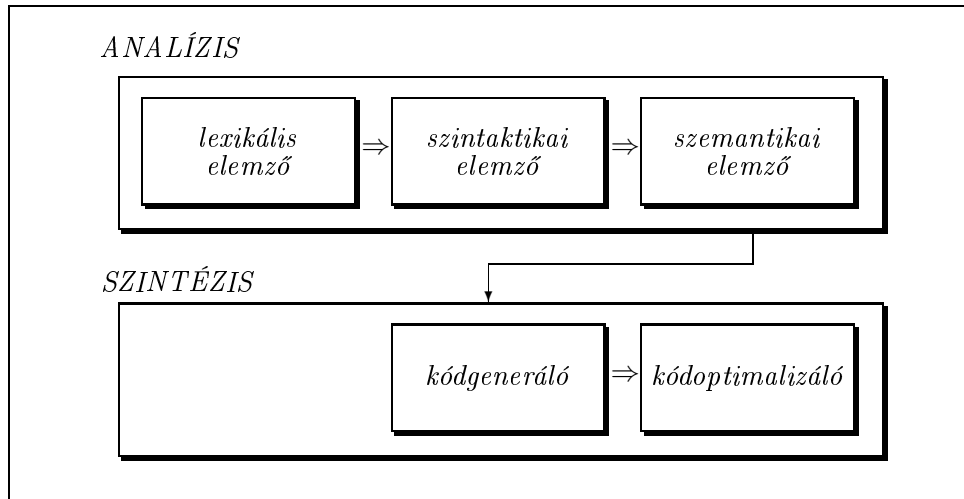 ANALÍZIS
lexikális
elemző
⇒
szintaktikai
elemző
⇒
szemantikai
elemző
SZINTÉZIS
kódgeneráló
⇒
kódoptimalizáló